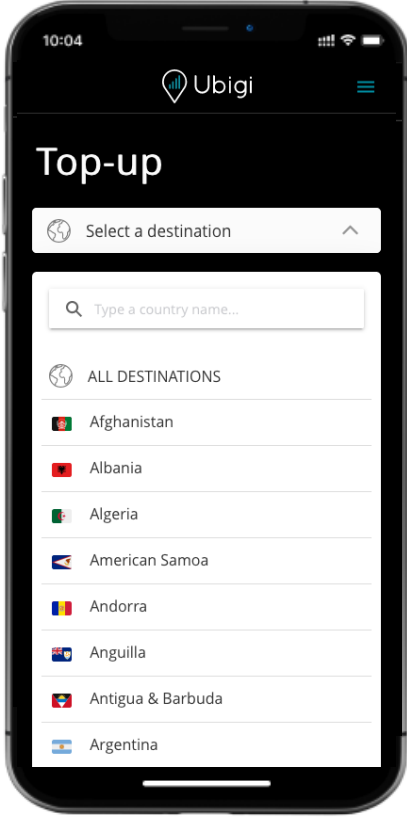 10:04
Ubigi
Top-up
Select a destination
Type a country name...
ALL DESTINATIONS
Afghanistan
Albania
Algeria
American Samoa
Andorra
Anguilla
Antigua & Barbuda
Argentina